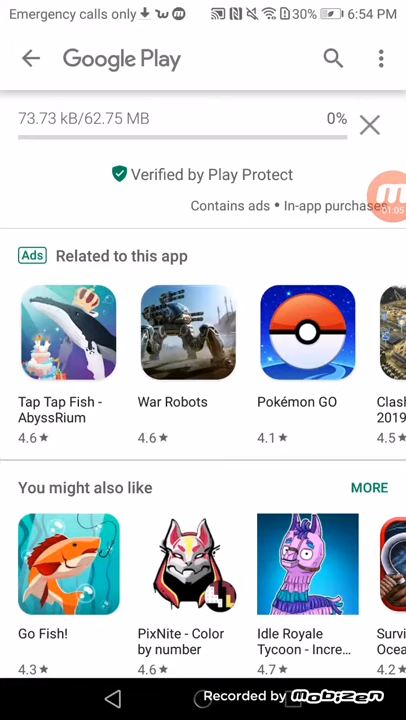 Emergency calls only 30% 6:54 PM
Google Play
73.73 kB/62.75 MB 0%
Verified by Play Protect
Contains ads • In-app purchases
01:05
Ads Related to this app
Tap Tap Fish - AbyssRium
War Robots
Pokémon GO
Clash
2019
4.6★ 4.6★ 4.1★ 4.5★
You might also like MORE
Go Fish!
PixNite - Color by number
Idle Royale Tycoon - Incre...
Survi
Ocea
4.3★ 4.6★ 4.7★ 4.2★
Recorded by Mobizen